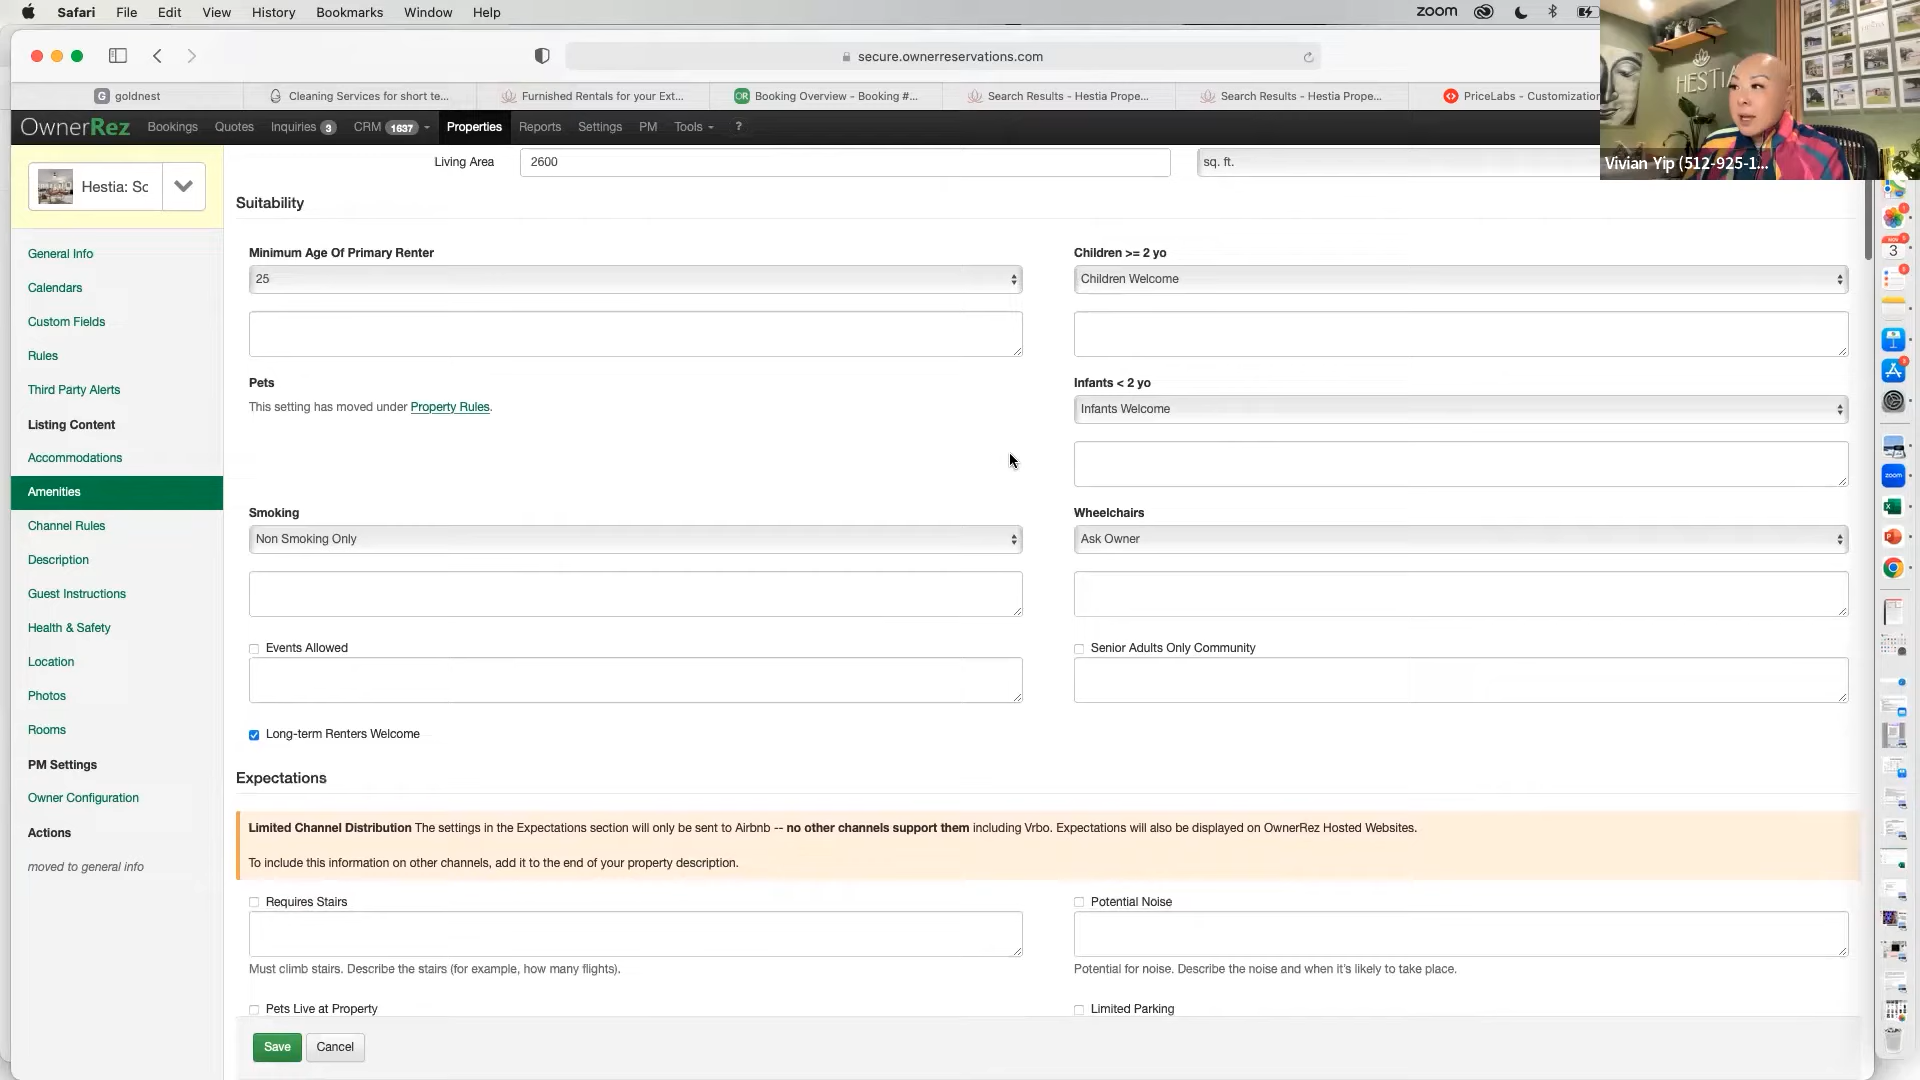 Safari File Edit View History Bookmarks Window Help zoom
secure.ownerreservations.com
G goldnest Cleaning Services for short te... Furnished Rentals for your Ext... OR Booking Overview - Booking #... Search Results - Hestia Prope... Search Results - Hestia Prope... PriceLabs - Customization
HESTIA
OwnerRez Bookings Quotes Inquiries 3 CRM 1637 Properties Reports Settings PM Tools ?
Vivian Yip (512-925-1...
Living Area 2600 sq. ft.
Hestia: Sc
Suitability
General Info
Calendars
Custom Fields
Rules
Third Party Alerts
Listing Content
Accommodations
Amenities
Channel Rules
Description
Guest Instructions
Health & Safety
Location
Photos
Rooms
PM Settings
Owner Configuration
Actions
moved to general info
Minimum Age Of Primary Renter Children >= 2 yo
25 Children Welcome
Pets Infants < 2 yo
This setting has moved under Property Rules. Infants Welcome
Smoking Wheelchairs
Non Smoking Only Ask Owner
Events Allowed Senior Adults Only Community
Long-term Renters Welcome
Expectations
Limited Channel Distribution The settings in the Expectations section will only be sent to Airbnb -- no other channels support them including Vrbo. Expectations will also be displayed on OwnerRez Hosted Websites.
To include this information on other channels, add it to the end of your property description.
Requires Stairs Potential Noise
Must climb stairs. Describe the stairs (for example, how many flights). Potential for noise. Describe the noise and when it's likely to take place.
Pets Live at Property Limited Parking
Save Cancel
3
zoom